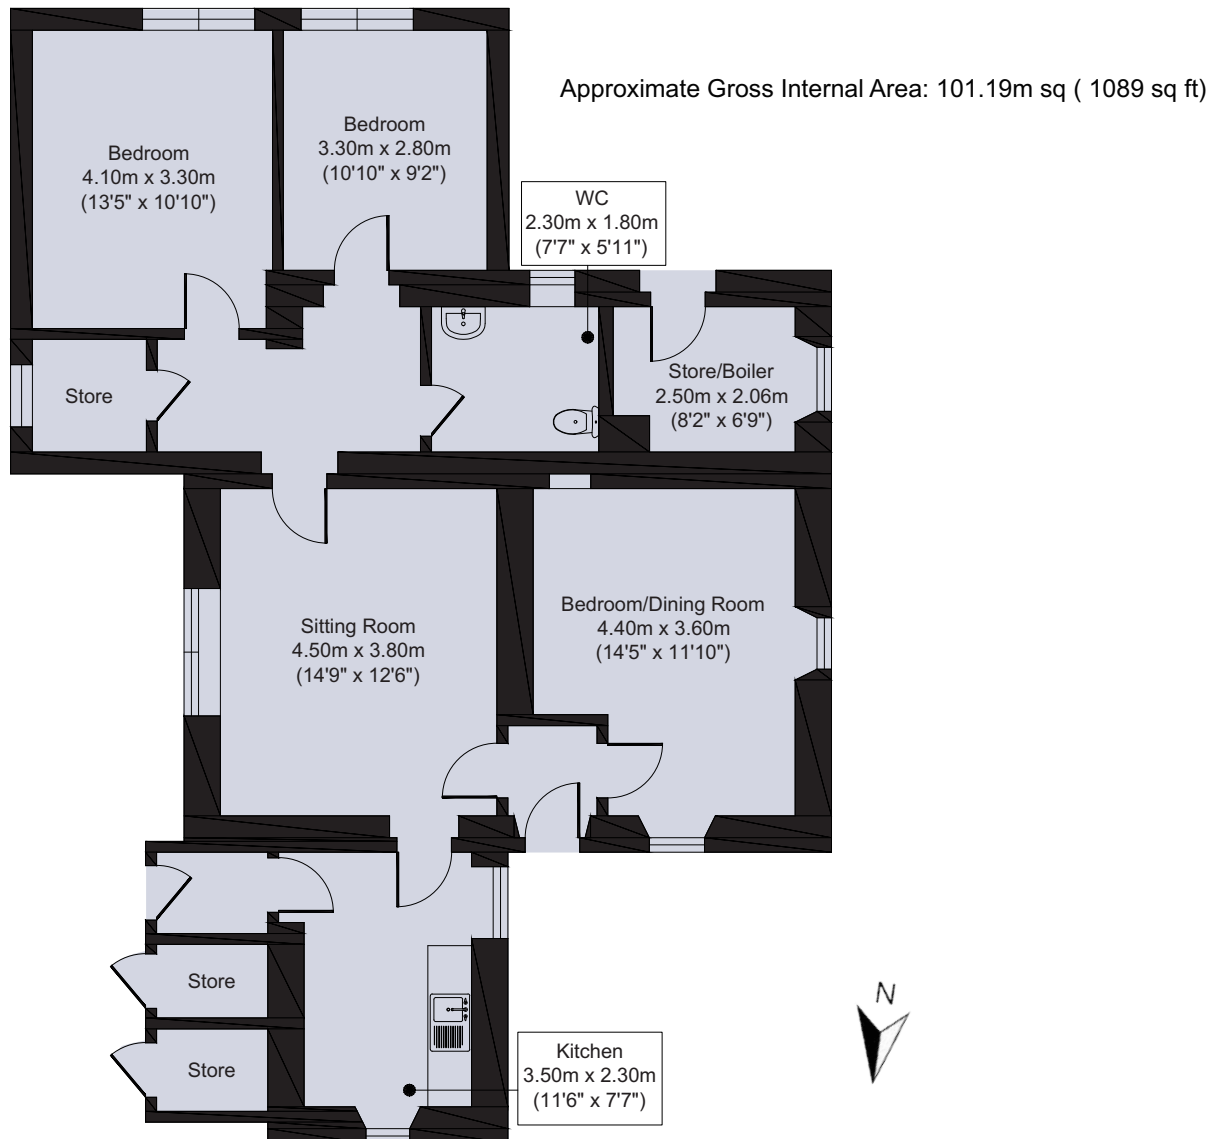 Approximate Gross Internal Area: 101.19m sq ( 1089 sq ft)
Bedroom
4.10m x 3.30m
(13'5" x 10'10")
Bedroom
3.30m x 2.80m
(10'10" x 9'2")
WC
2.30m x 1.80m
(7'7" x 5'11")
Store
Store/Boiler
2.50m x 2.06m
(8'2" x 6'9")
Sitting Room
4.50m x 3.80m
(14'9" x 12'6")
Bedroom/Dining Room
4.40m x 3.60m
(14'5" x 11'10")
Store
Store
Kitchen
3.50m x 2.30m
(11'6" x 7'7")
N